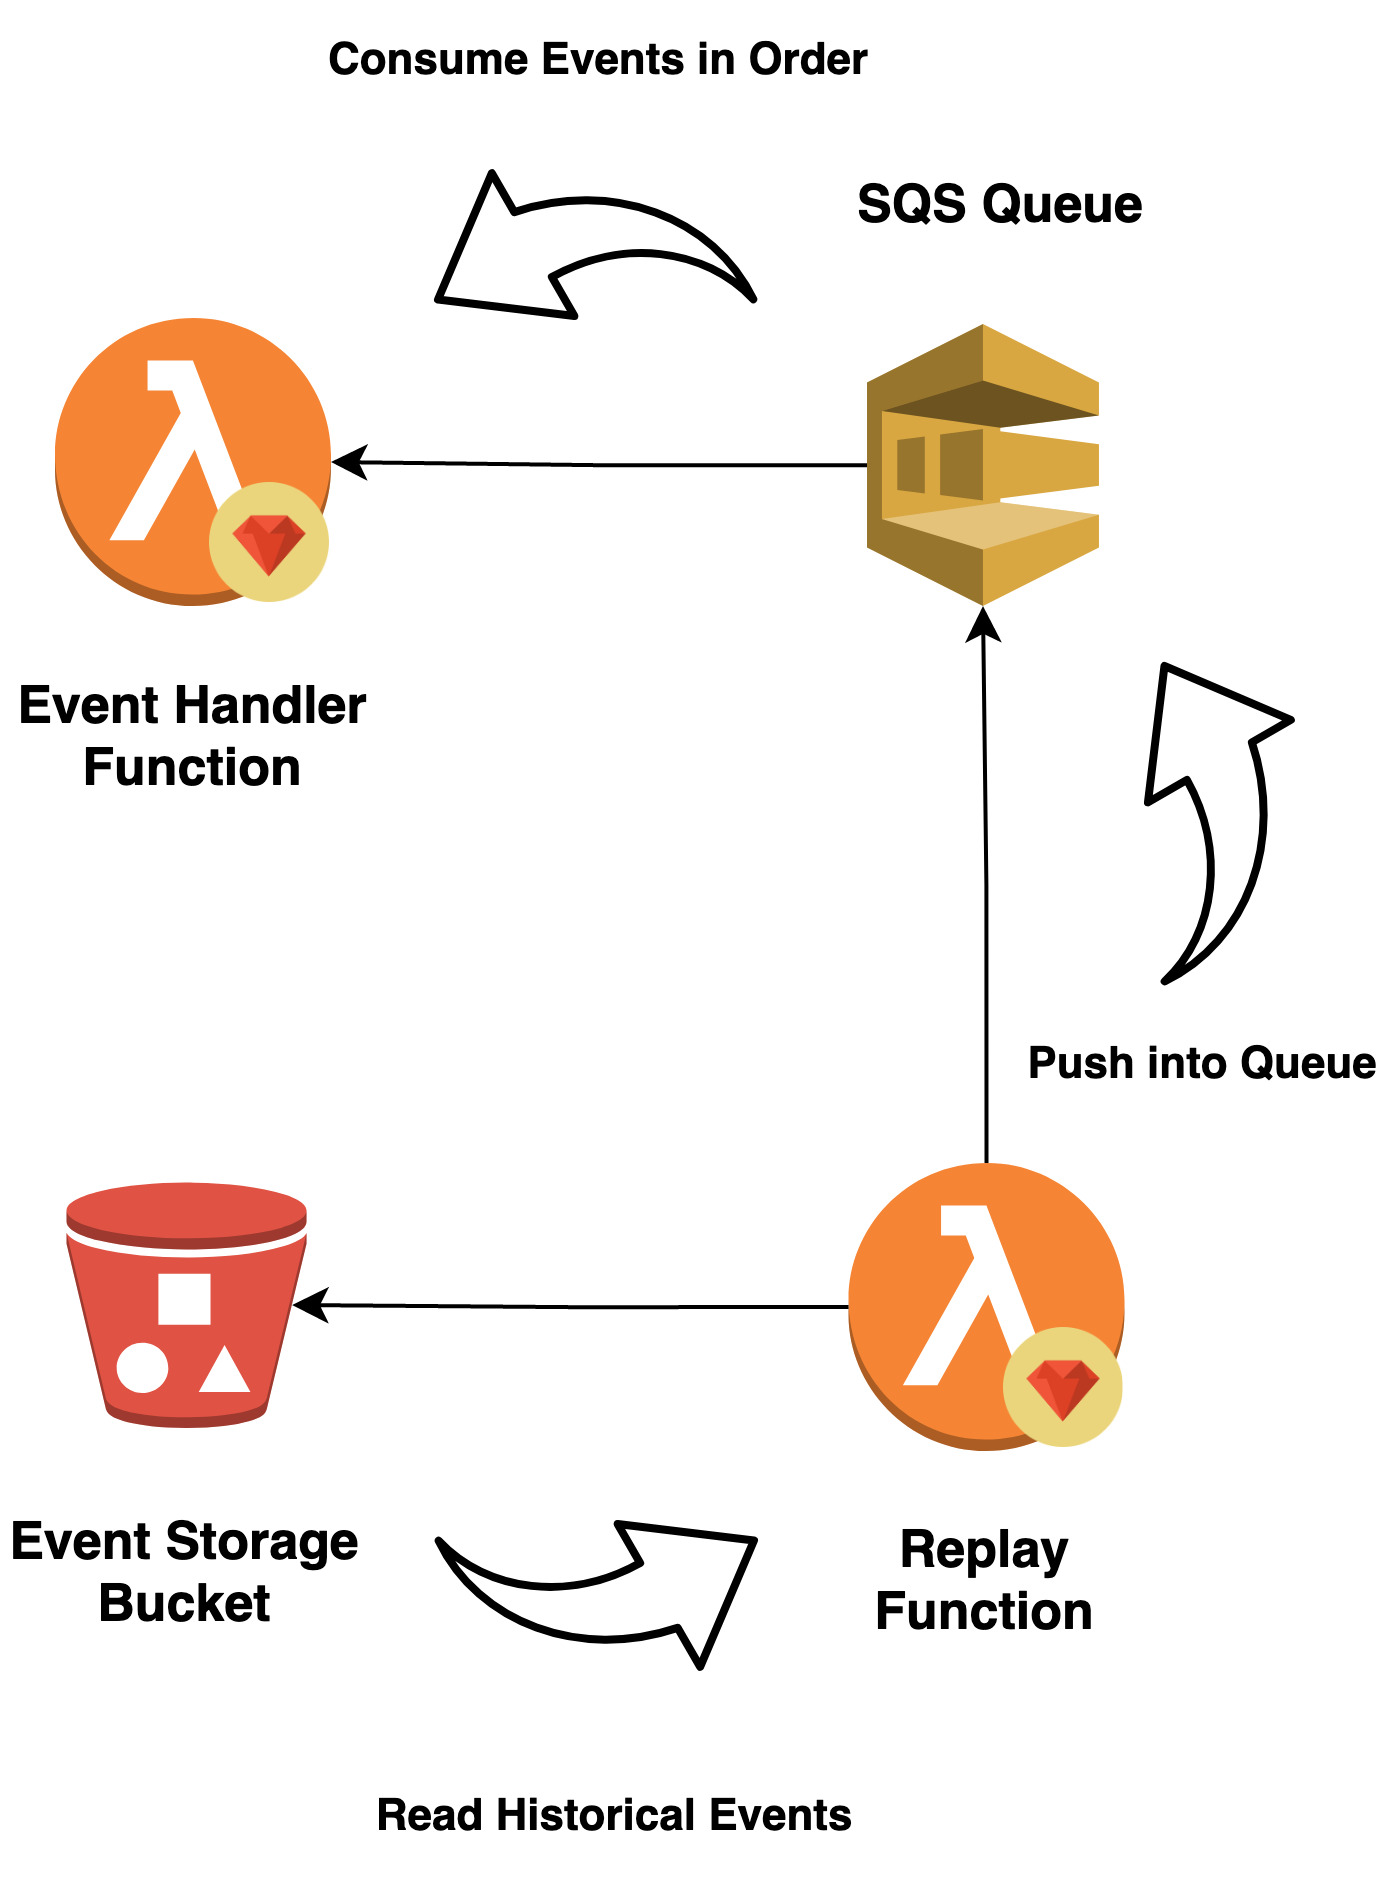 Consume Events in Order
SQS Queue
Event Handler
Function
Push into Queue
Event Storage
Bucket
Replay
Function
Read Historical Events